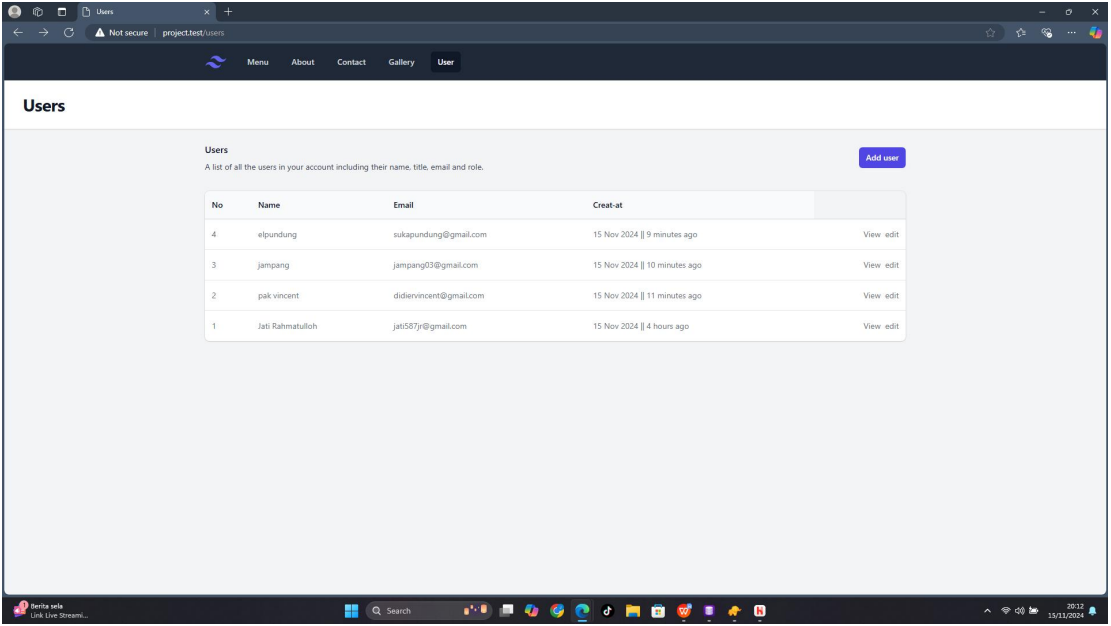 Users
Not secure project.test/users
Menu About Contact Gallery User
Users
Users
A list of all the users in your account including their name, title, email and role.
Add user
No Name Email Creat-at
4 elpundung sukapundung@gmail.com 15 Nov 2024 || 9 minutes ago View edit
3 jampang jampang03@gmail.com 15 Nov 2024 || 10 minutes ago View edit
2 pak vincent didiervincent@gmail.com 15 Nov 2024 || 11 minutes ago View edit
1 Jati Rahmatulloh jati587jr@gmail.com 15 Nov 2024 || 4 hours ago View edit
1 Berita sela
Link Live Streami...
Search
20:12
15/11/2024